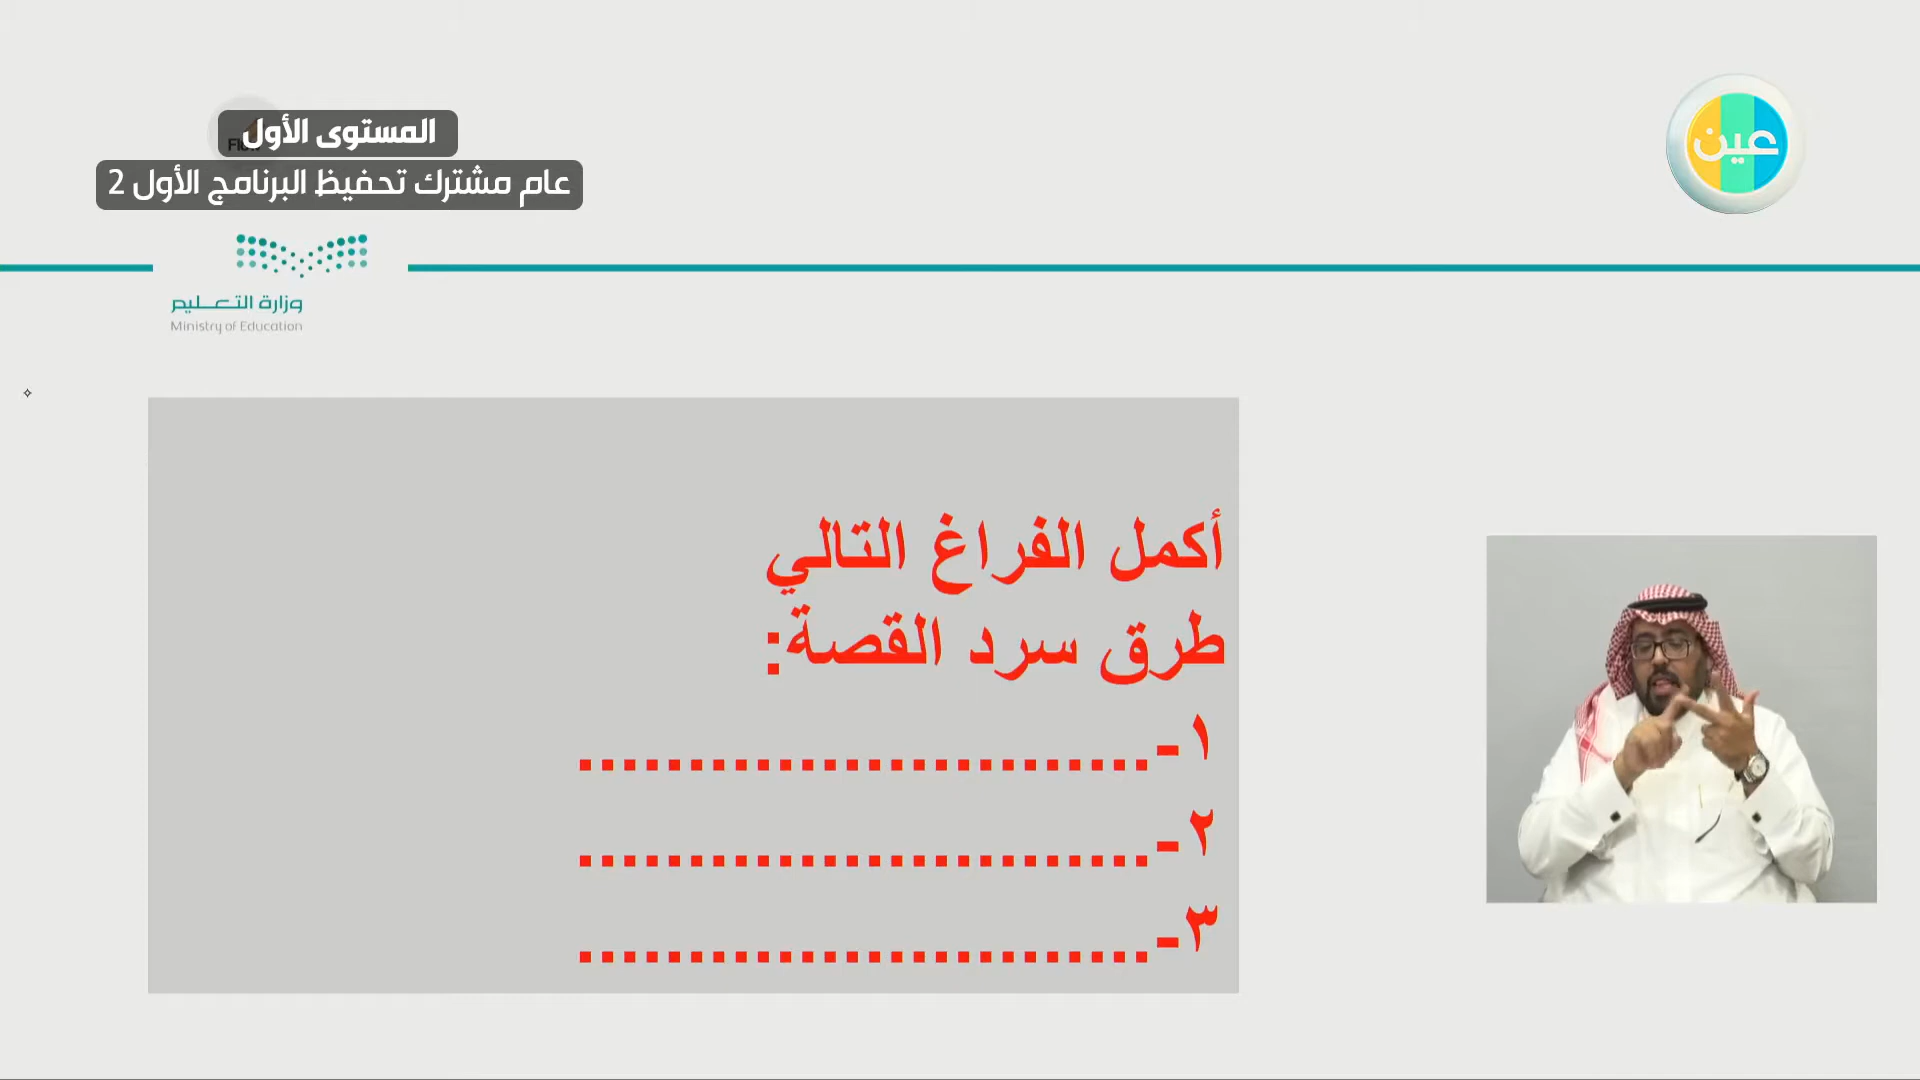 المستوى الأول
عام مشترك تحفيظ البرنامج الأول 2
عين
وزارة التعليم
Ministry of Education
أكمل الفراغ التالي
طرق سرد القصة:
١-..........................
٢-..........................
٣-..........................